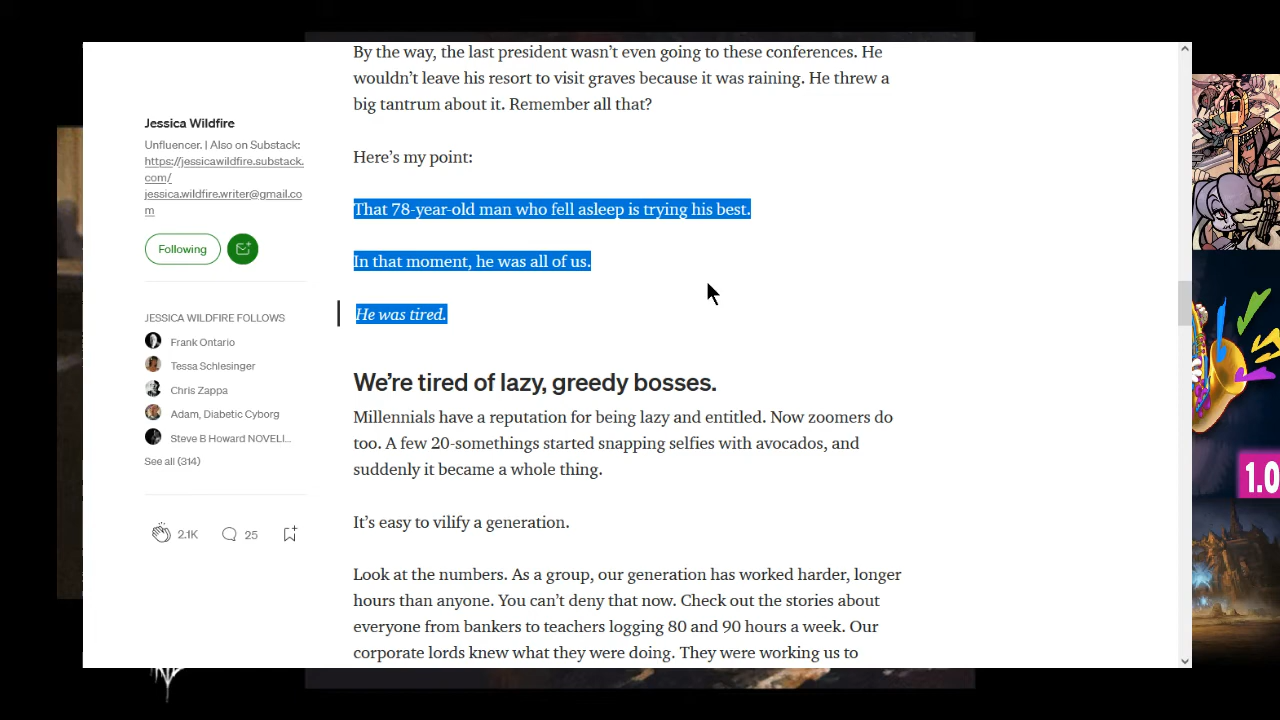 By the way, the last president wasn’t even going to these conferences. He
wouldn’t leave his resort to visit graves because it was raining. He threw a
big tantrum about it. Remember all that?
Here’s my point:
That 78-year-old man who fell asleep is trying his best.
In that moment, he was all of us.
He was tired.
We’re tired of lazy, greedy bosses.
Millennials have a reputation for being lazy and entitled. Now zoomers do
too. A few 20-somethings started snapping selfies with avocados, and
suddenly it became a whole thing.
It’s easy to vilify a generation.
Look at the numbers. As a group, our generation has worked harder, longer
hours than anyone. You can’t deny that now. Check out the stories about
everyone from bankers to teachers logging 80 and 90 hours a week. Our
corporate lords knew what they were doing. They were working us to
Jessica Wildfire
Unfluencer. | Also on Substack:
https://jessicawildfire.substack.
com/
jessica.wildfire.writer@gmail.co
m
Following
JESSICA WILDFIRE FOLLOWS
Frank Ontario
Tessa Schlesinger
Chris Zappa
Adam, Diabetic Cyborg
Steve B Howard NOVELI...
See all (314)
2.1K
25
1.0